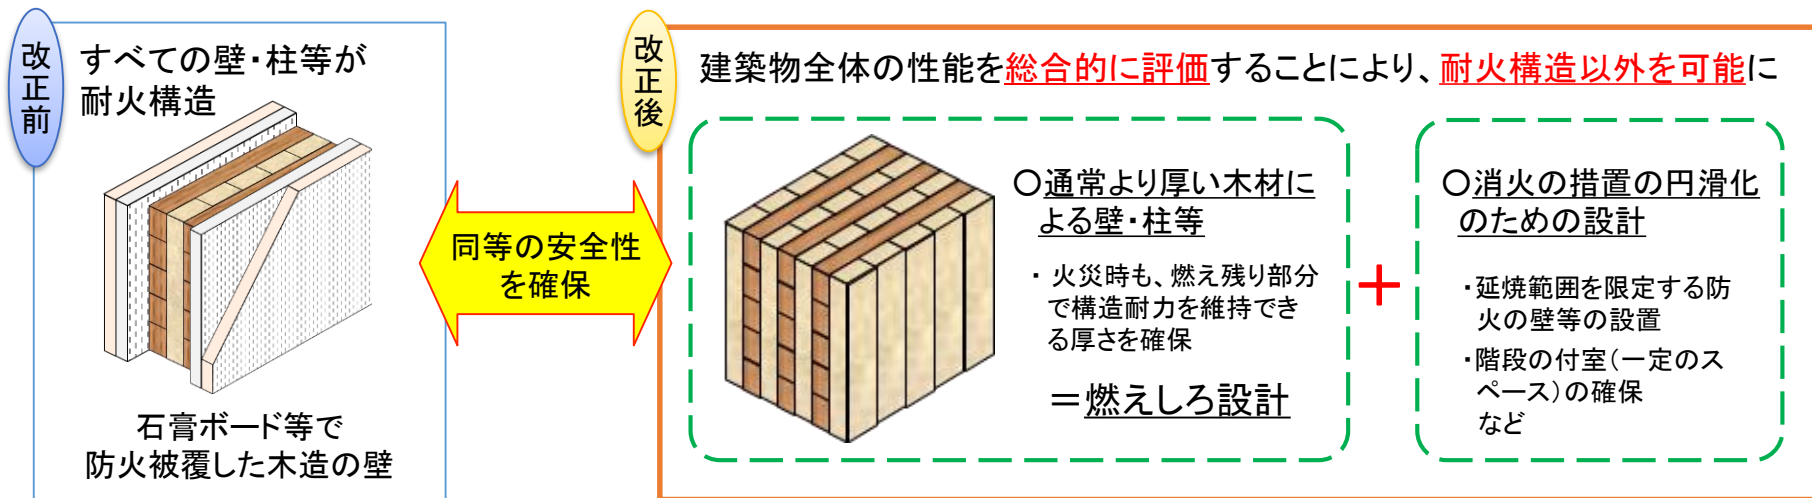 改正前
すべての壁・柱等が
耐火構造
石膏ボード等で
防火被覆した木造の壁
同等の安全性
を確保
改正後
建築物全体の性能を総合的に評価することにより、耐火構造以外を可能に
○通常より厚い木材に
よる壁・柱等
・火災時も、燃え残り部分
で構造耐力を維持でき
る厚さを確保
＝燃えしろ設計
＋
○消火の措置の円滑化
のための設計
・延焼範囲を限定する防
火の壁等の設置
・階段の付室（一定のス
ペース）の確保
など